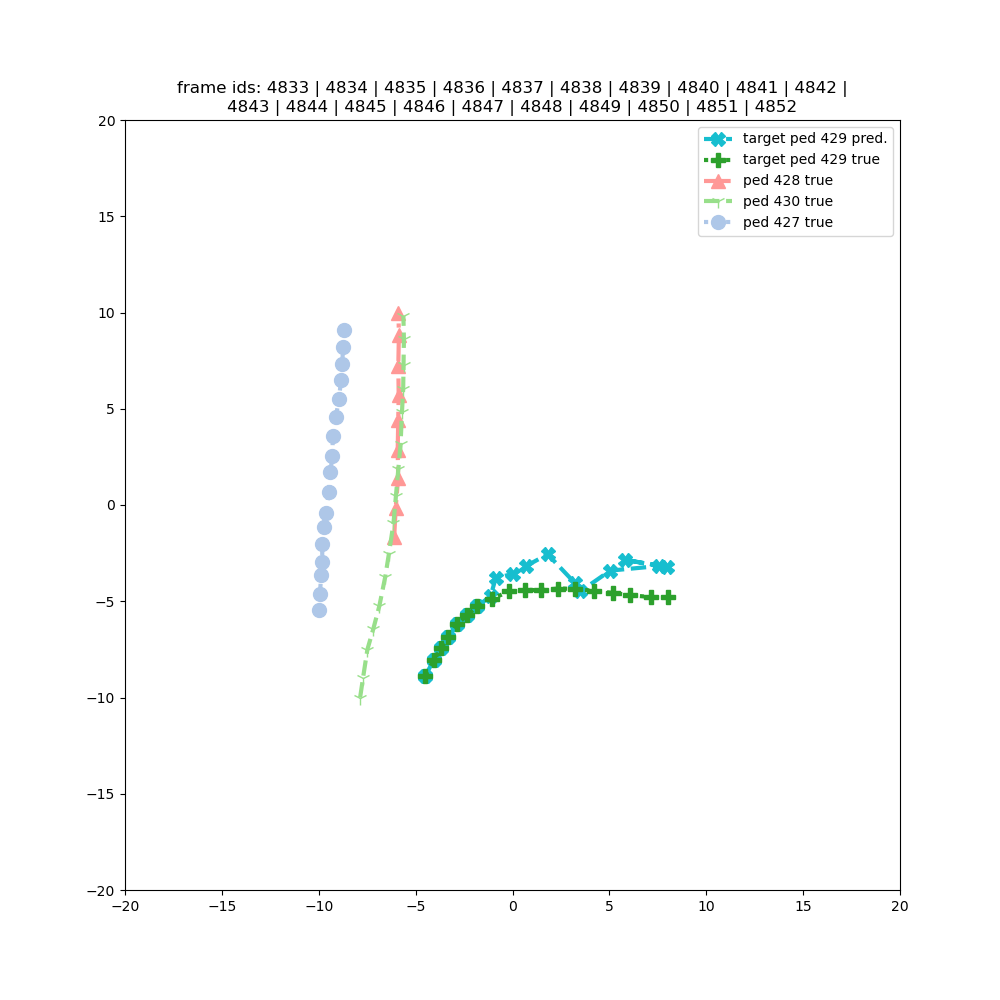 frame ids: 4833 | 4834 | 4835 | 4836 | 4837 | 4838 | 4839 | 4840 | 4841 | 4842 |
4843 | 4844 | 4845 | 4846 | 4847 | 4848 | 4849 | 4850 | 4851 | 4852
target ped 429 pred.
target ped 429 true
ped 428 true
ped 430 true
ped 427 true
20
15
10
5
0
−5
−10
−15
−20
−20 −15 −10 −5 0 5 10 15 20